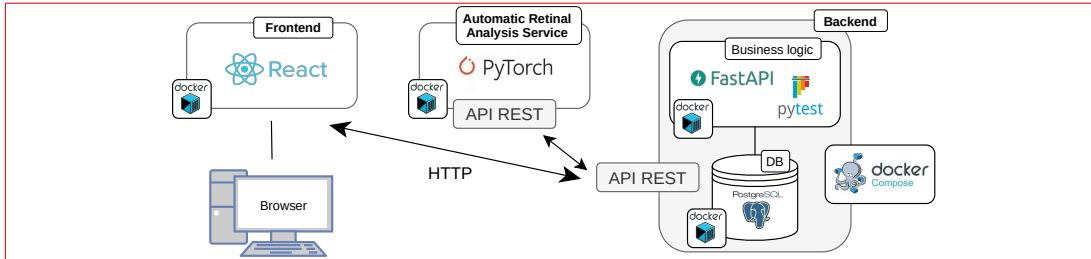 Frontend
React
docker
Browser
Automatic Retinal
Analysis Service
PyTorch
docker
API REST
HTTP
Backend
Business logic
FastAPI
pytest
docker
API REST
DB
PostgreSQL
docker
docker
Compose